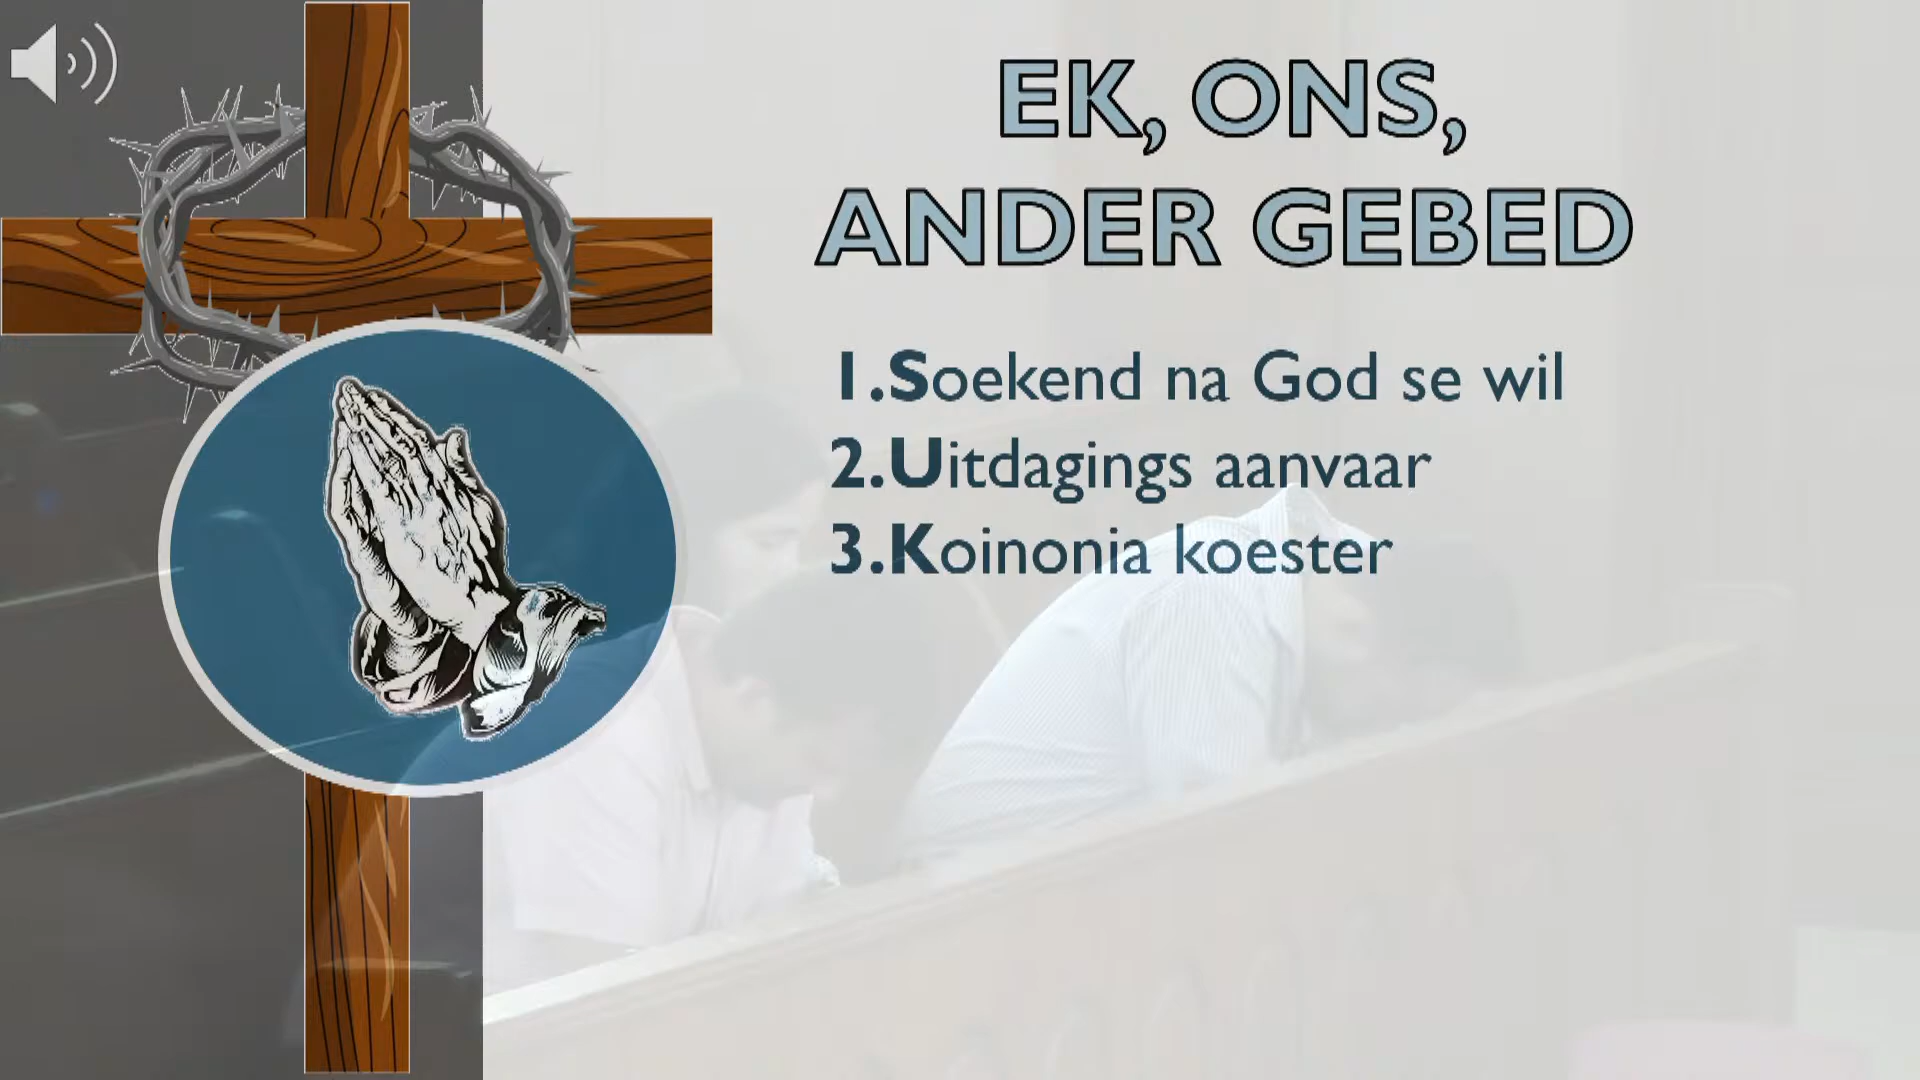 EK, ONS,
ANDER GEBED
1.Soekend na God se wil
2.Uitdagings aanvaar
3.Koinonia koester